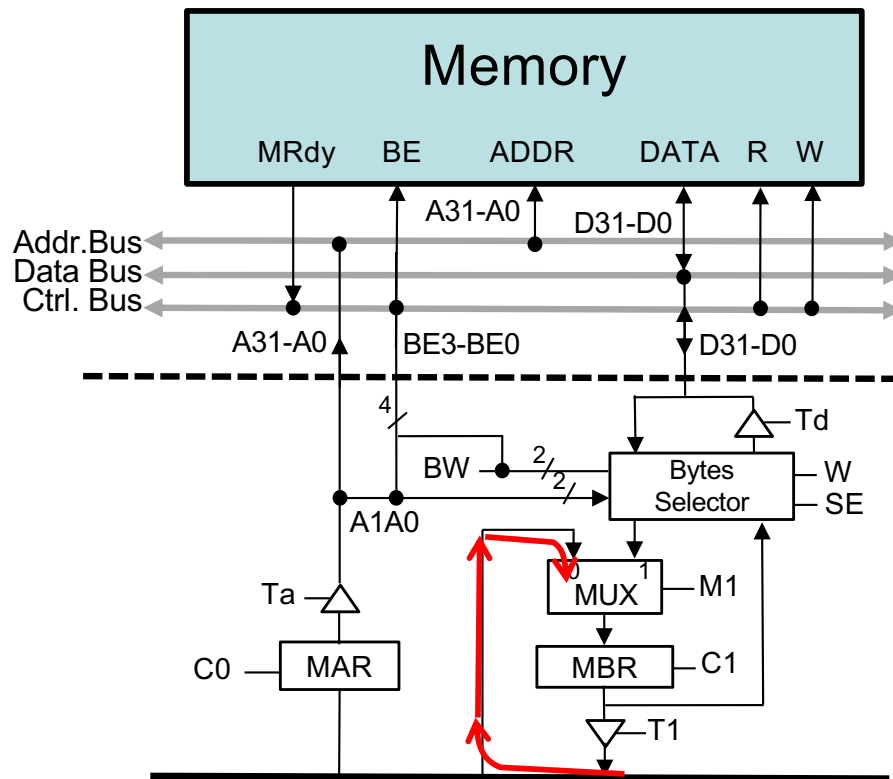 Memory
MRdy BE ADDR DATA R W
A31-A0 D31-D0
Addr.Bus
Data Bus
Ctrl. Bus
A31-A0 BE3-BE0 D31-D0
4
Td
BW 2 Bytes W
2 Selector SE
A1A0
0 1
Ta MUX M1
C0 MAR MBR C1
T1